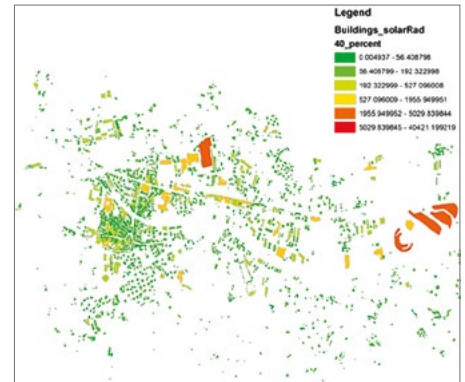 Legend
Buildings_solarRad
40_percent
0.004937 - 56.408798
56.408799 - 192.322998
192.322999 - 527.096008
527.096009 - 1955.949951
1955.949952 - 5029.839844
5029.839845 - 40421.199219